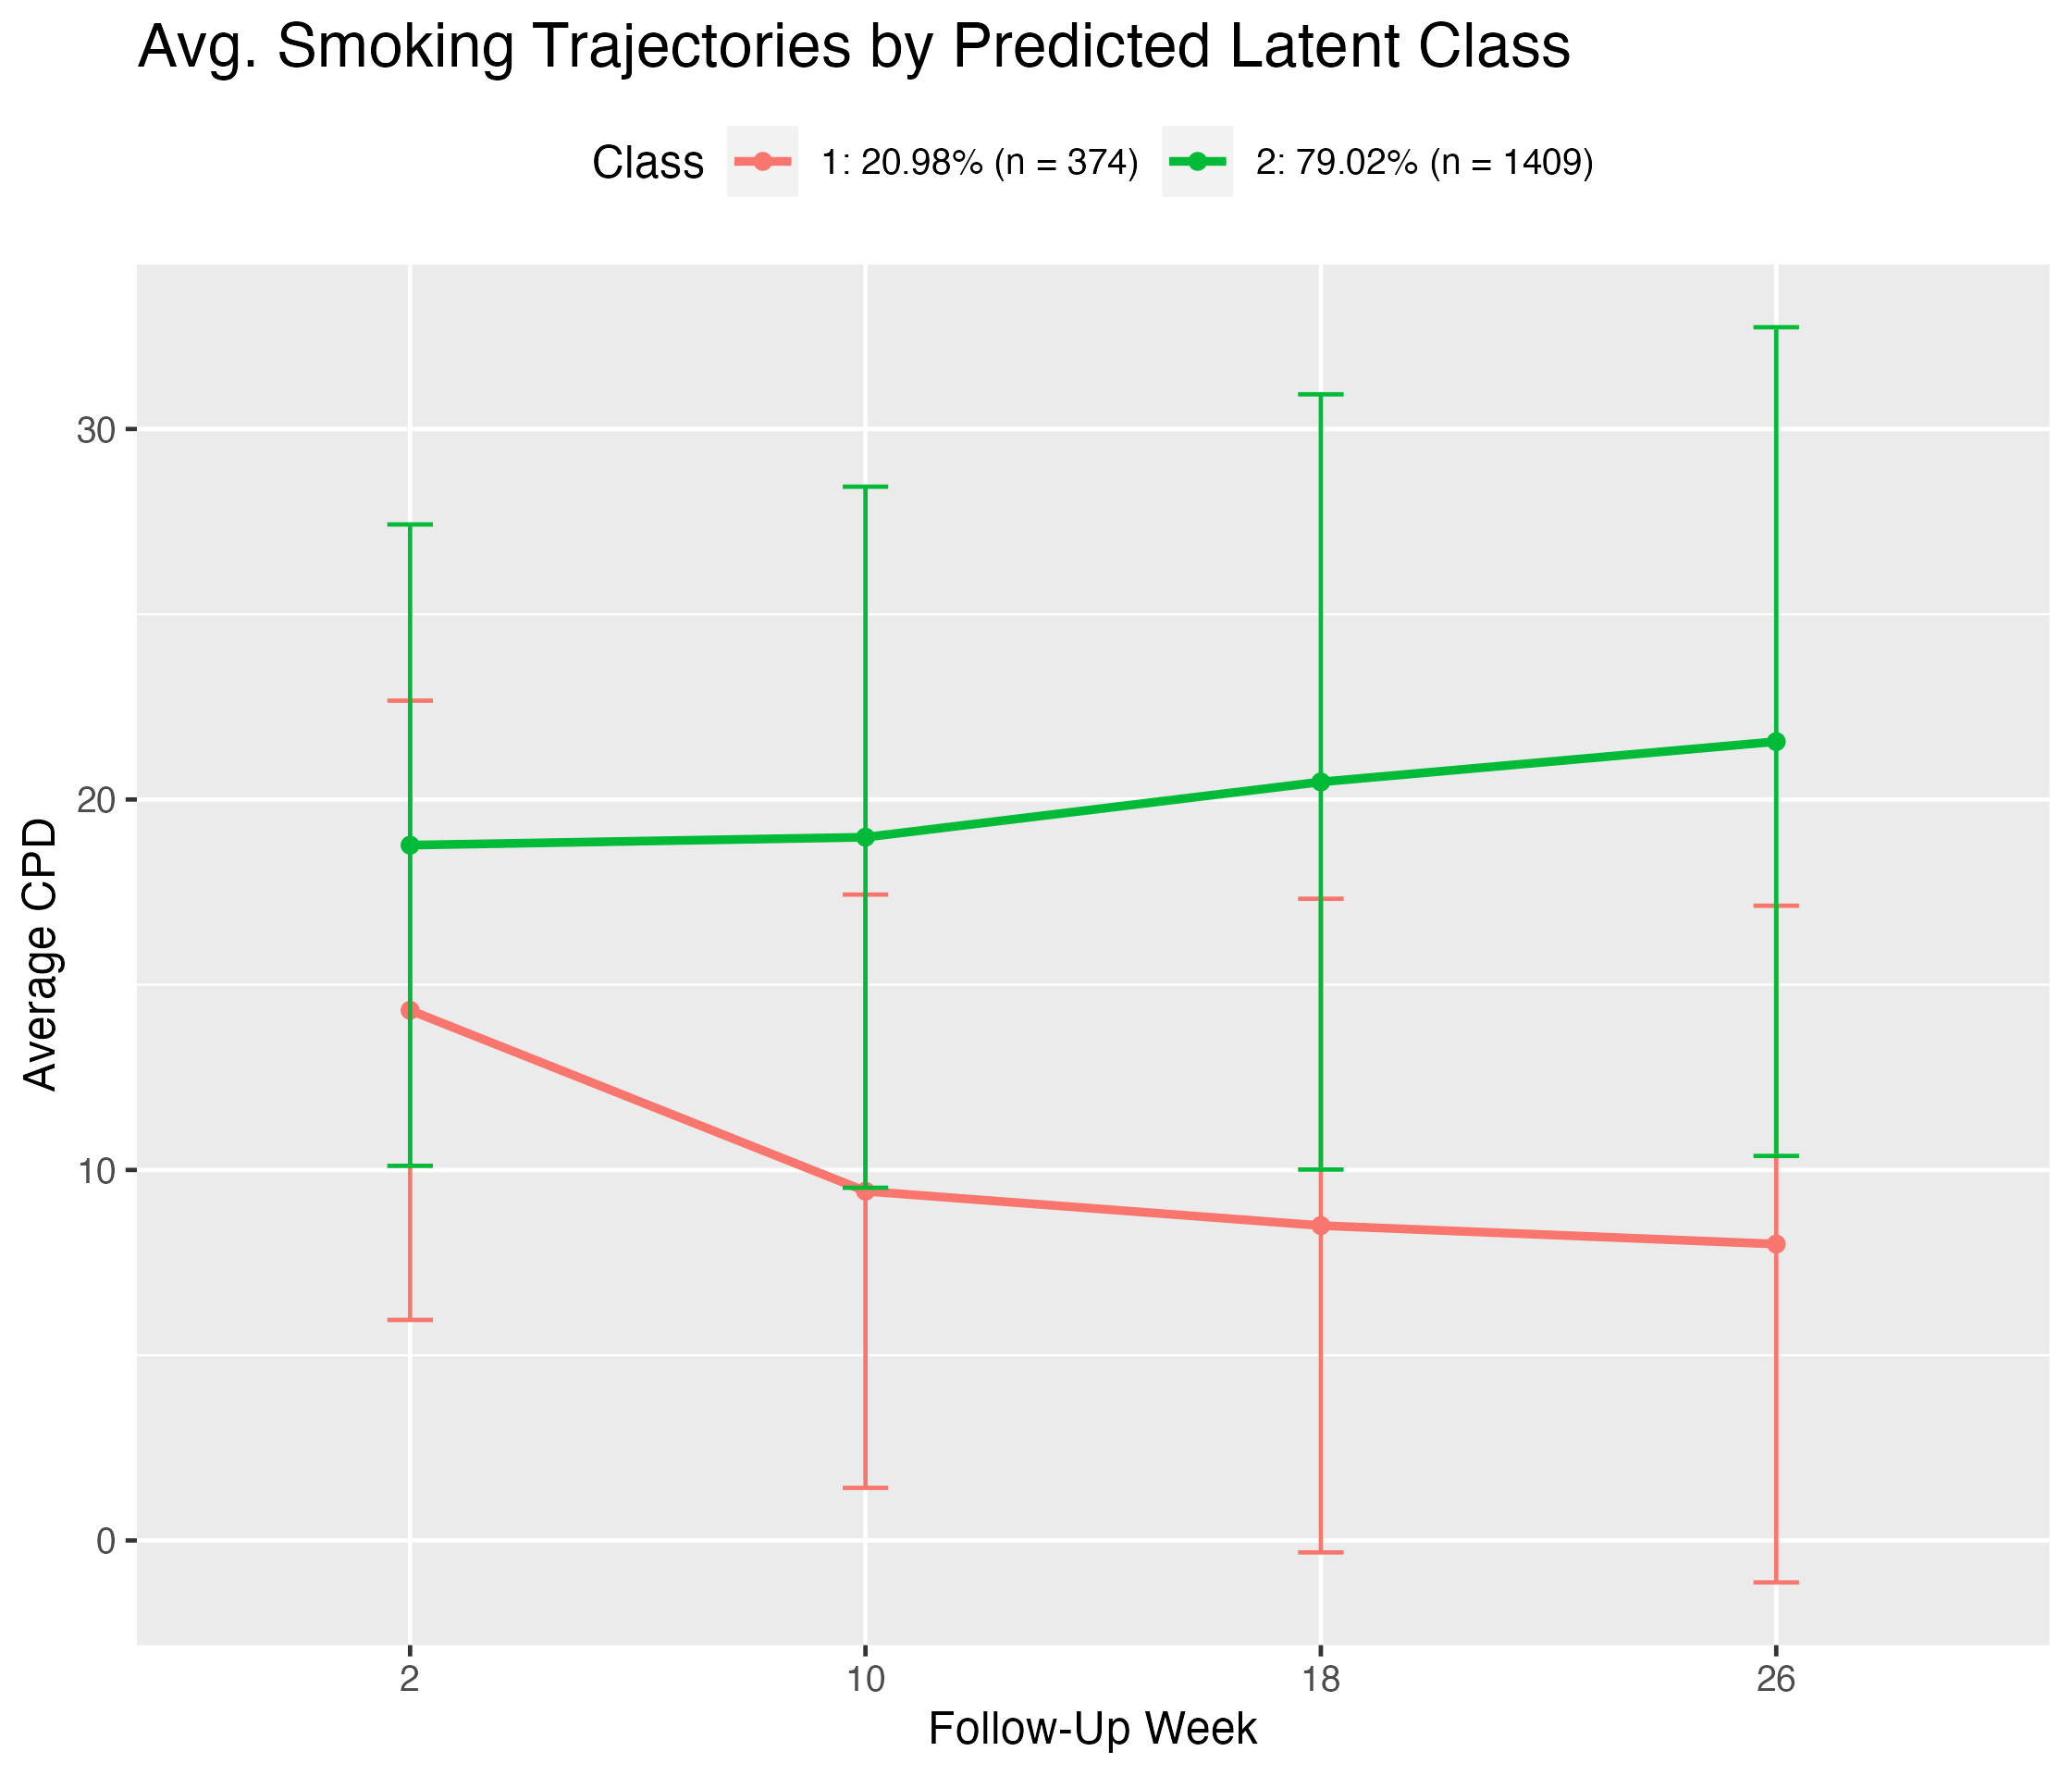 Avg. Smoking Trajectories by Predicted Latent Class
Class 1: 20.98% (n = 374) 2: 79.02% (n = 1409)
Average CPD
30
20
10
0
2 10 18 26
Follow-Up Week